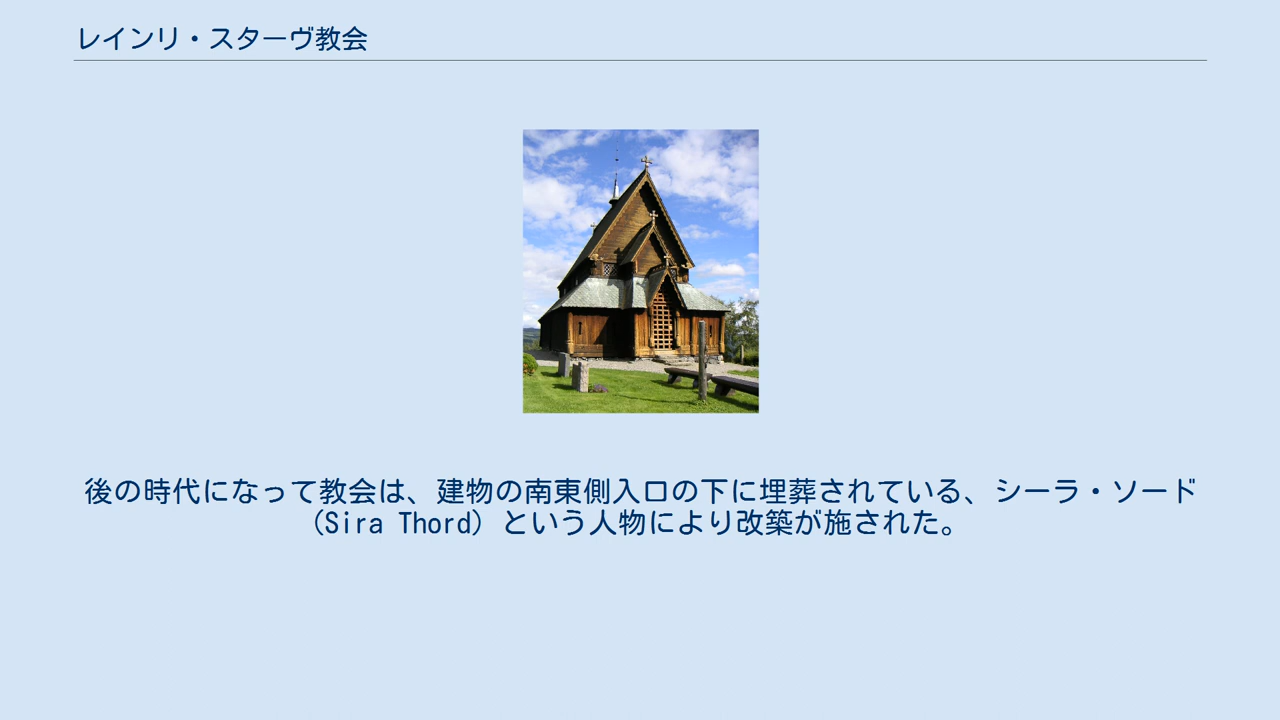 レインリ・スターヴ教会
後の時代になって教会は、建物の南東側入口の下に埋葬されている、シーラ・ソード
（Sira Thord）という人物により改築が施された。